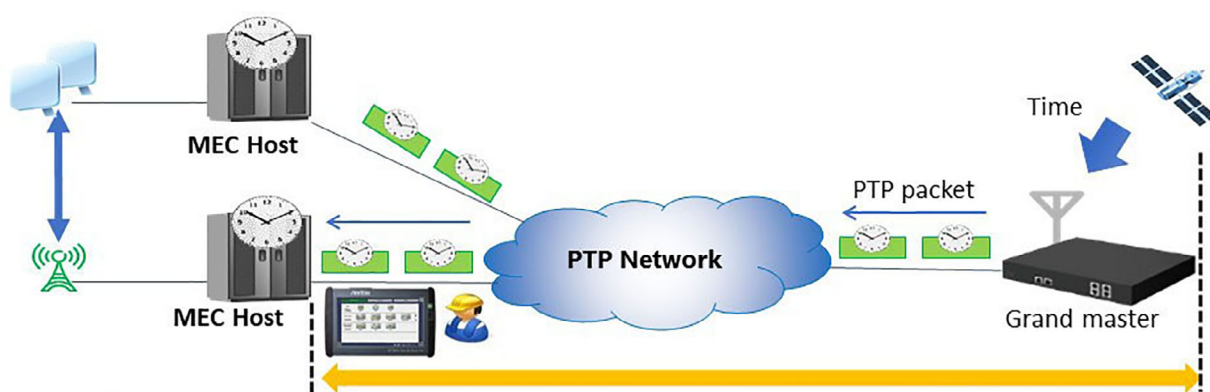 MEC Host
Time
PTP packet
PTP Network
MEC Host
Grand master